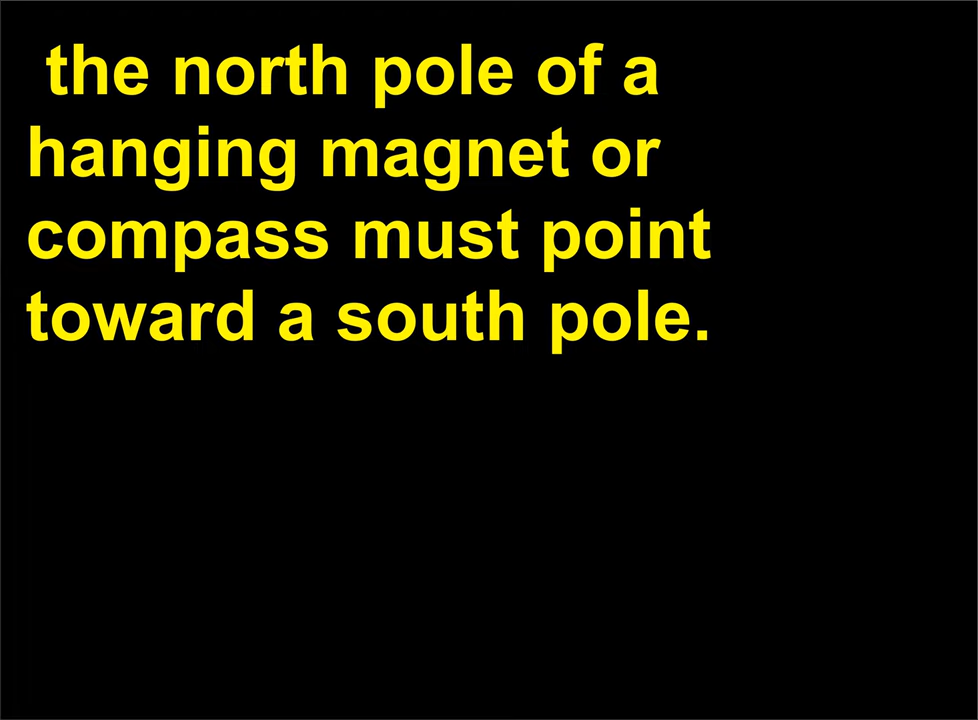 the north pole of a
hanging magnet or
compass must point
toward a south pole.